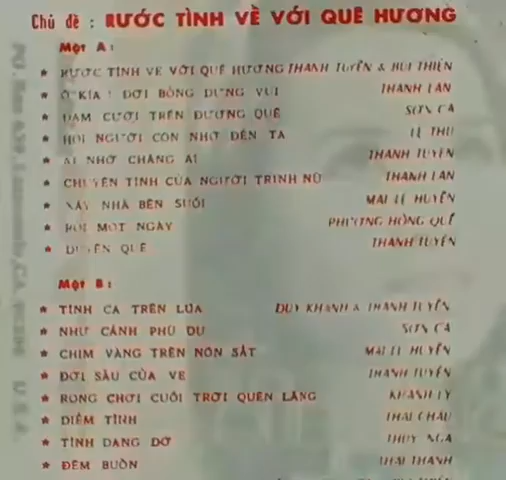 Chủ đề : RƯỚC TÌNH VỀ VỚI QUÊ HƯƠNG
Mặt A :
★ RƯỚC TÌNH VỀ VỚI QUÊ HƯƠNG THANH TUYỀN & BÙI THIỆN
★ Ô KÌA ! ĐỜI BỖNG DƯNG VUI THANH LAN
★ ĐÁM CƯỚI TRÊN ĐƯỜNG QUÊ SƠN CA
★ HỎI NGƯỜI CÒN NHỚ ĐẾN TA LỆ THU
★ AI NHỚ CHĂNG AI THANH TUYỀN
★ CHUYỆN TÌNH CỦA NGƯỜI TRINH NỮ THANH LAN
★ XÂY NHÀ BÊN SUỐI MAI LỆ HUYỀN
★ RỒI MỘT NGÀY PHƯƠNG HỒNG QUẾ
★ DUYÊN QUÊ THANH TUYỀN
Mặt B :
★ TÌNH CA TRÊN LÚA DUY KHÁNH & THANH TUYỀN
★ NHƯ CÁNH PHÙ DU SƠN CA
★ CHIM VÀNG TRÊN NÓN SẮT MAI LỆ HUYỀN
★ ĐỜI SẦU CỦA VE THANH TUYỀN
★ RONG CHƠI CUỐI TRỜI QUÊN LÃNG KHÁNH LY
★ DIỄM TÌNH THÁI CHÂU
★ TÌNH DANG DỞ THÚY NGA
★ ĐÊM BUỒN THÁI THANH
P.O. Box U.S.A.